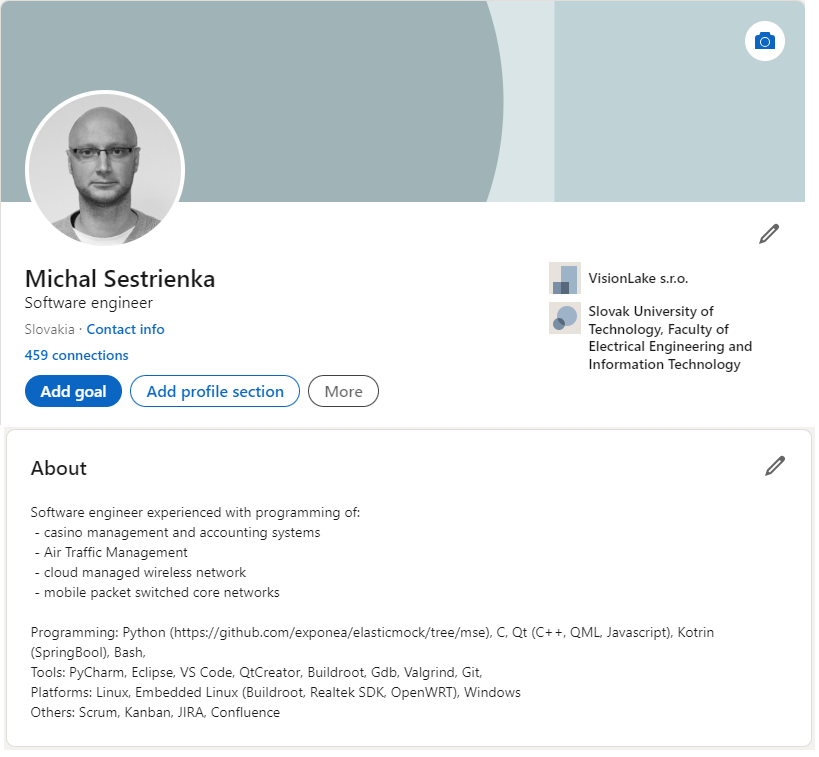 Michal Sestrienka
Software engineer
Slovakia · Contact info
459 connections
Add goal
Add profile section
More
VisionLake s.r.o.
Slovak University of
Technology, Faculty of
Electrical Engineering and
Information Technology
About
Software engineer experienced with programming of:
- casino management and accounting systems
- Air Traffic Management
- cloud managed wireless network
- mobile packet switched core networks
Programming: Python (https://github.com/exponea/elasticmock/tree/mse), C, Qt (C++, QML, Javascript), Kotrin
(SpringBool), Bash,
Tools: PyCharm, Eclipse, VS Code, QtCreator, Buildroot, Gdb, Valgrind, Git,
Platforms: Linux, Embedded Linux (Buildroot, Realtek SDK, OpenWRT), Windows
Others: Scrum, Kanban, JIRA, Confluence